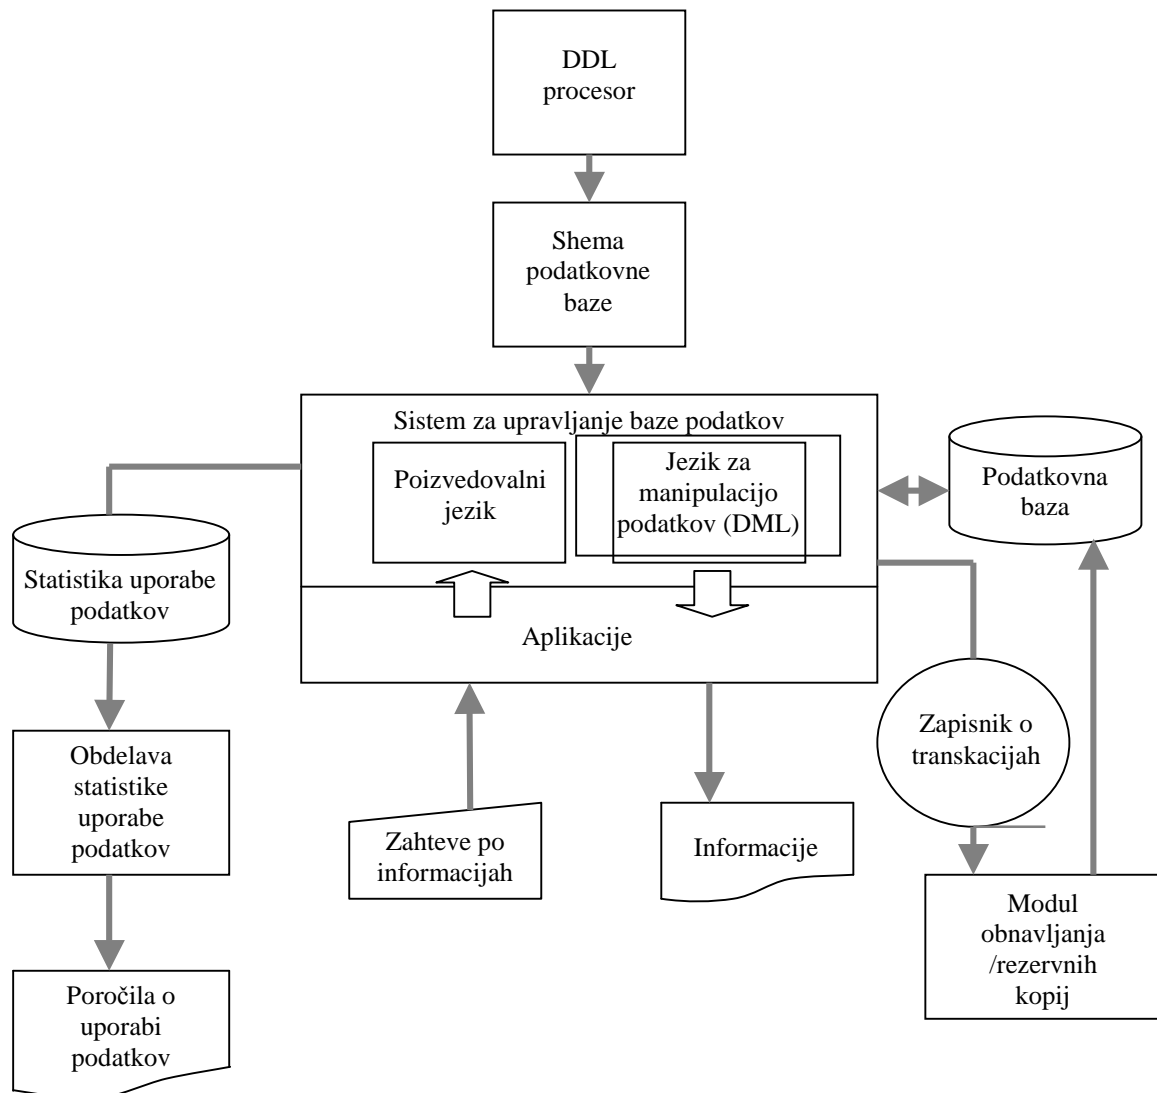 DDL
procesor
Shema
podatkovne
baze
Sistem za upravljanje baze podatkov
Poizvedovalni
jezik
Jezik za
manipulacijo
podatkov (DML)
Podatkovna
baza
Statistika uporabe
podatkov
Aplikacije
Zapisnik o
transkacijah
Obdelava
statistike
uporabe
podatkov
Zahteve po
informacijah
Informacije
Modul
obnavljanja
/rezervnih
kopij
Poročila o
uporabi
podatkov